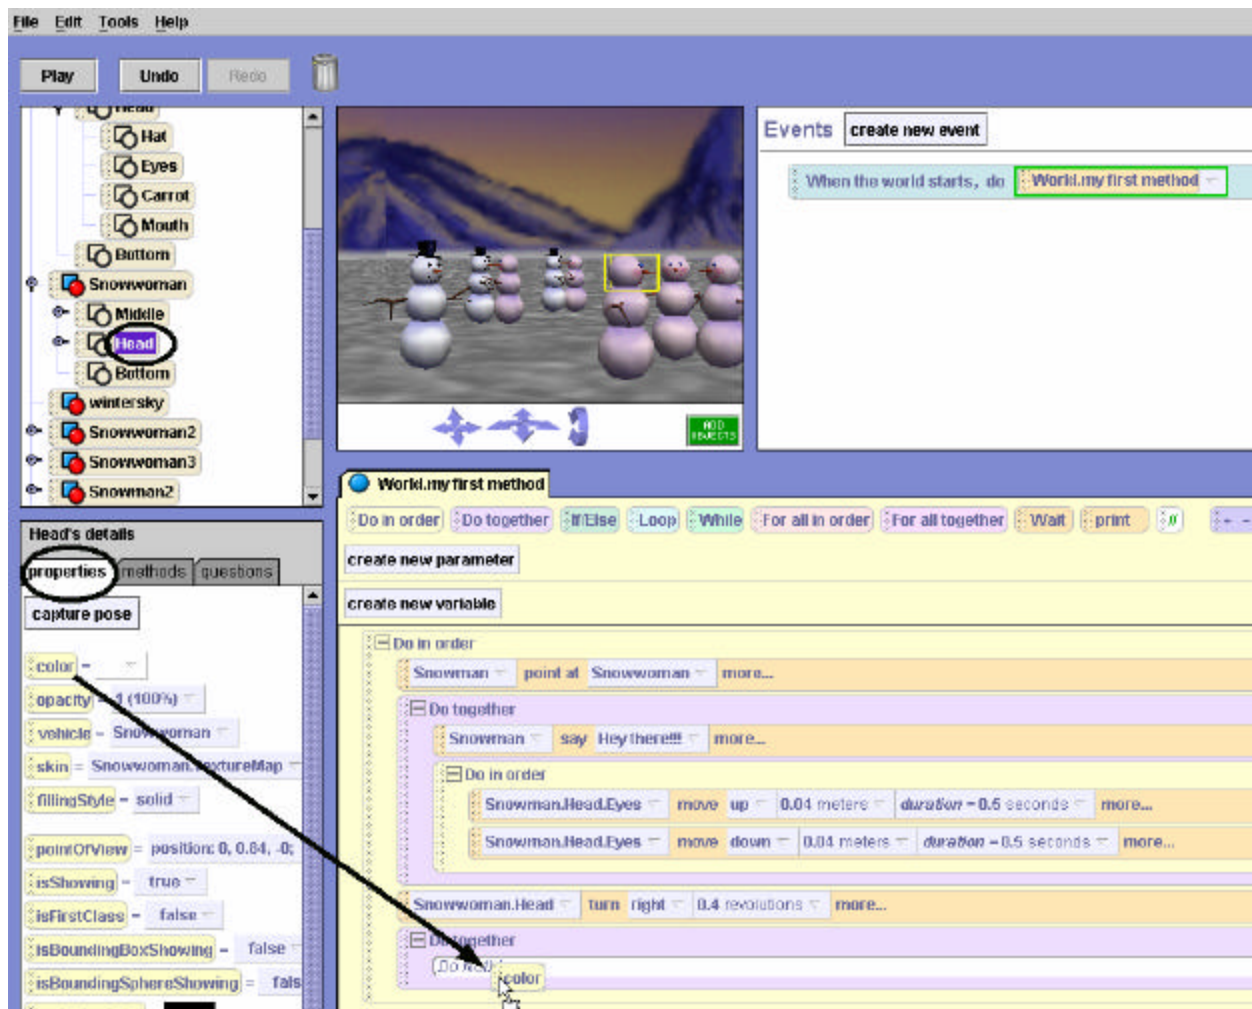 File Edit Tools Help
Play Undo Redo
Head
Hat
Eyes
Carrot
Mouth
Bottom
Snowwoman
Middle
Head
Bottom
wintersky
Snowwoman2
Snowwoman3
Snowman2
ADD
OBJECTS
Events create new event
When the world starts, do World.my first method
Head's details
properties methods questions
capture pose
color =
opacity = 1 (100%)
vehicle = Snowwoman
skin = Snowwoman.TextureMap
fillingStyle = solid
pointOfView = position: 0, 0.84, -0;
isShowing = true
isFirstClass = false
isBoundingBoxShowing = false
isBoundingSphereShowing = fals
World.my first method
Do in order Do together If/Else Loop While For all in order For all together Wait print //
create new parameter
create new variable
Do in order
Snowman point at Snowwoman more...
Do together
Snowman say Hey there!!! more...
Do in order
Snowman.Head.Eyes move up 0.04 meters duration = 0.5 seconds more...
Snowman.Head.Eyes move down 0.04 meters duration = 0.5 seconds more...
Snowwoman.Head turn right 0.4 revolutions more...
Do together
color